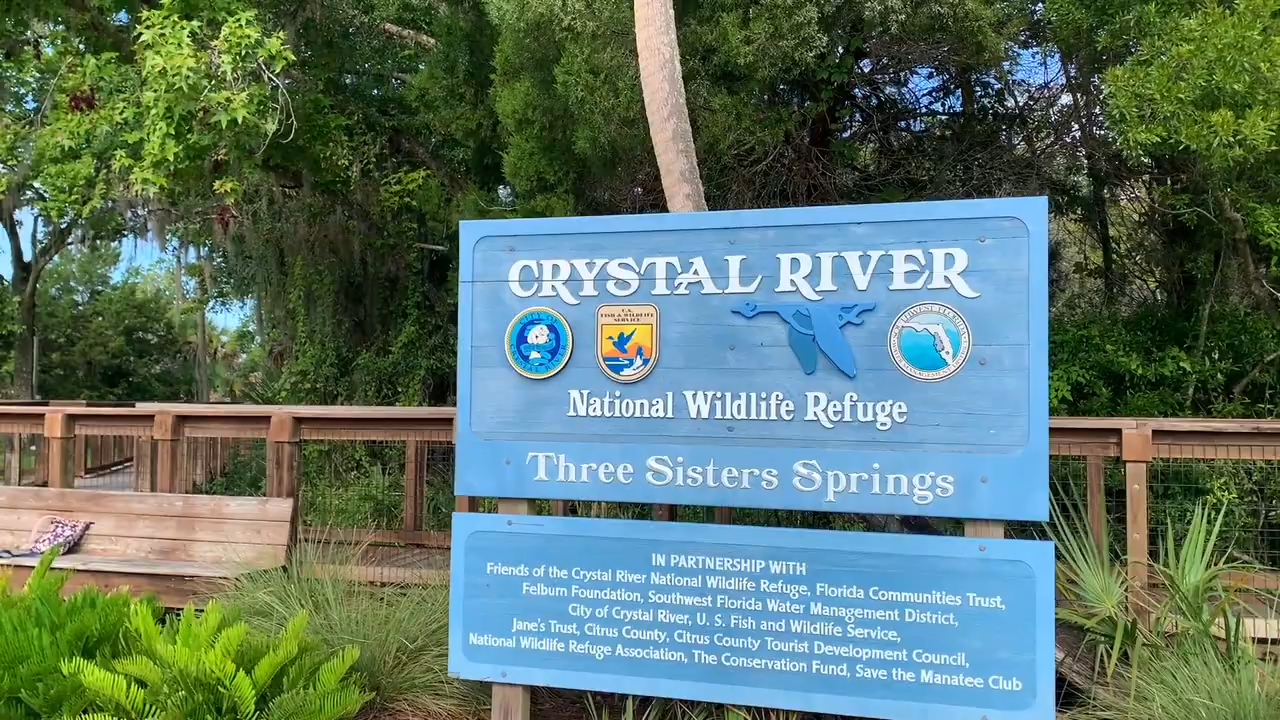 CRYSTAL RIVER
U.S.
FISH & WILDLIFE
SERVICE
National Wildlife Refuge
Three Sisters Springs
IN PARTNERSHIP WITH
Friends of the Crystal River National Wildlife Refuge, Florida Communities Trust,
Felburn Foundation, Southwest Florida Water Management District,
City of Crystal River, U. S. Fish and Wildlife Service,
Jane's Trust, Citrus County, Citrus County Tourist Development Council,
National Wildlife Refuge Association, The Conservation Fund, Save the Manatee Club